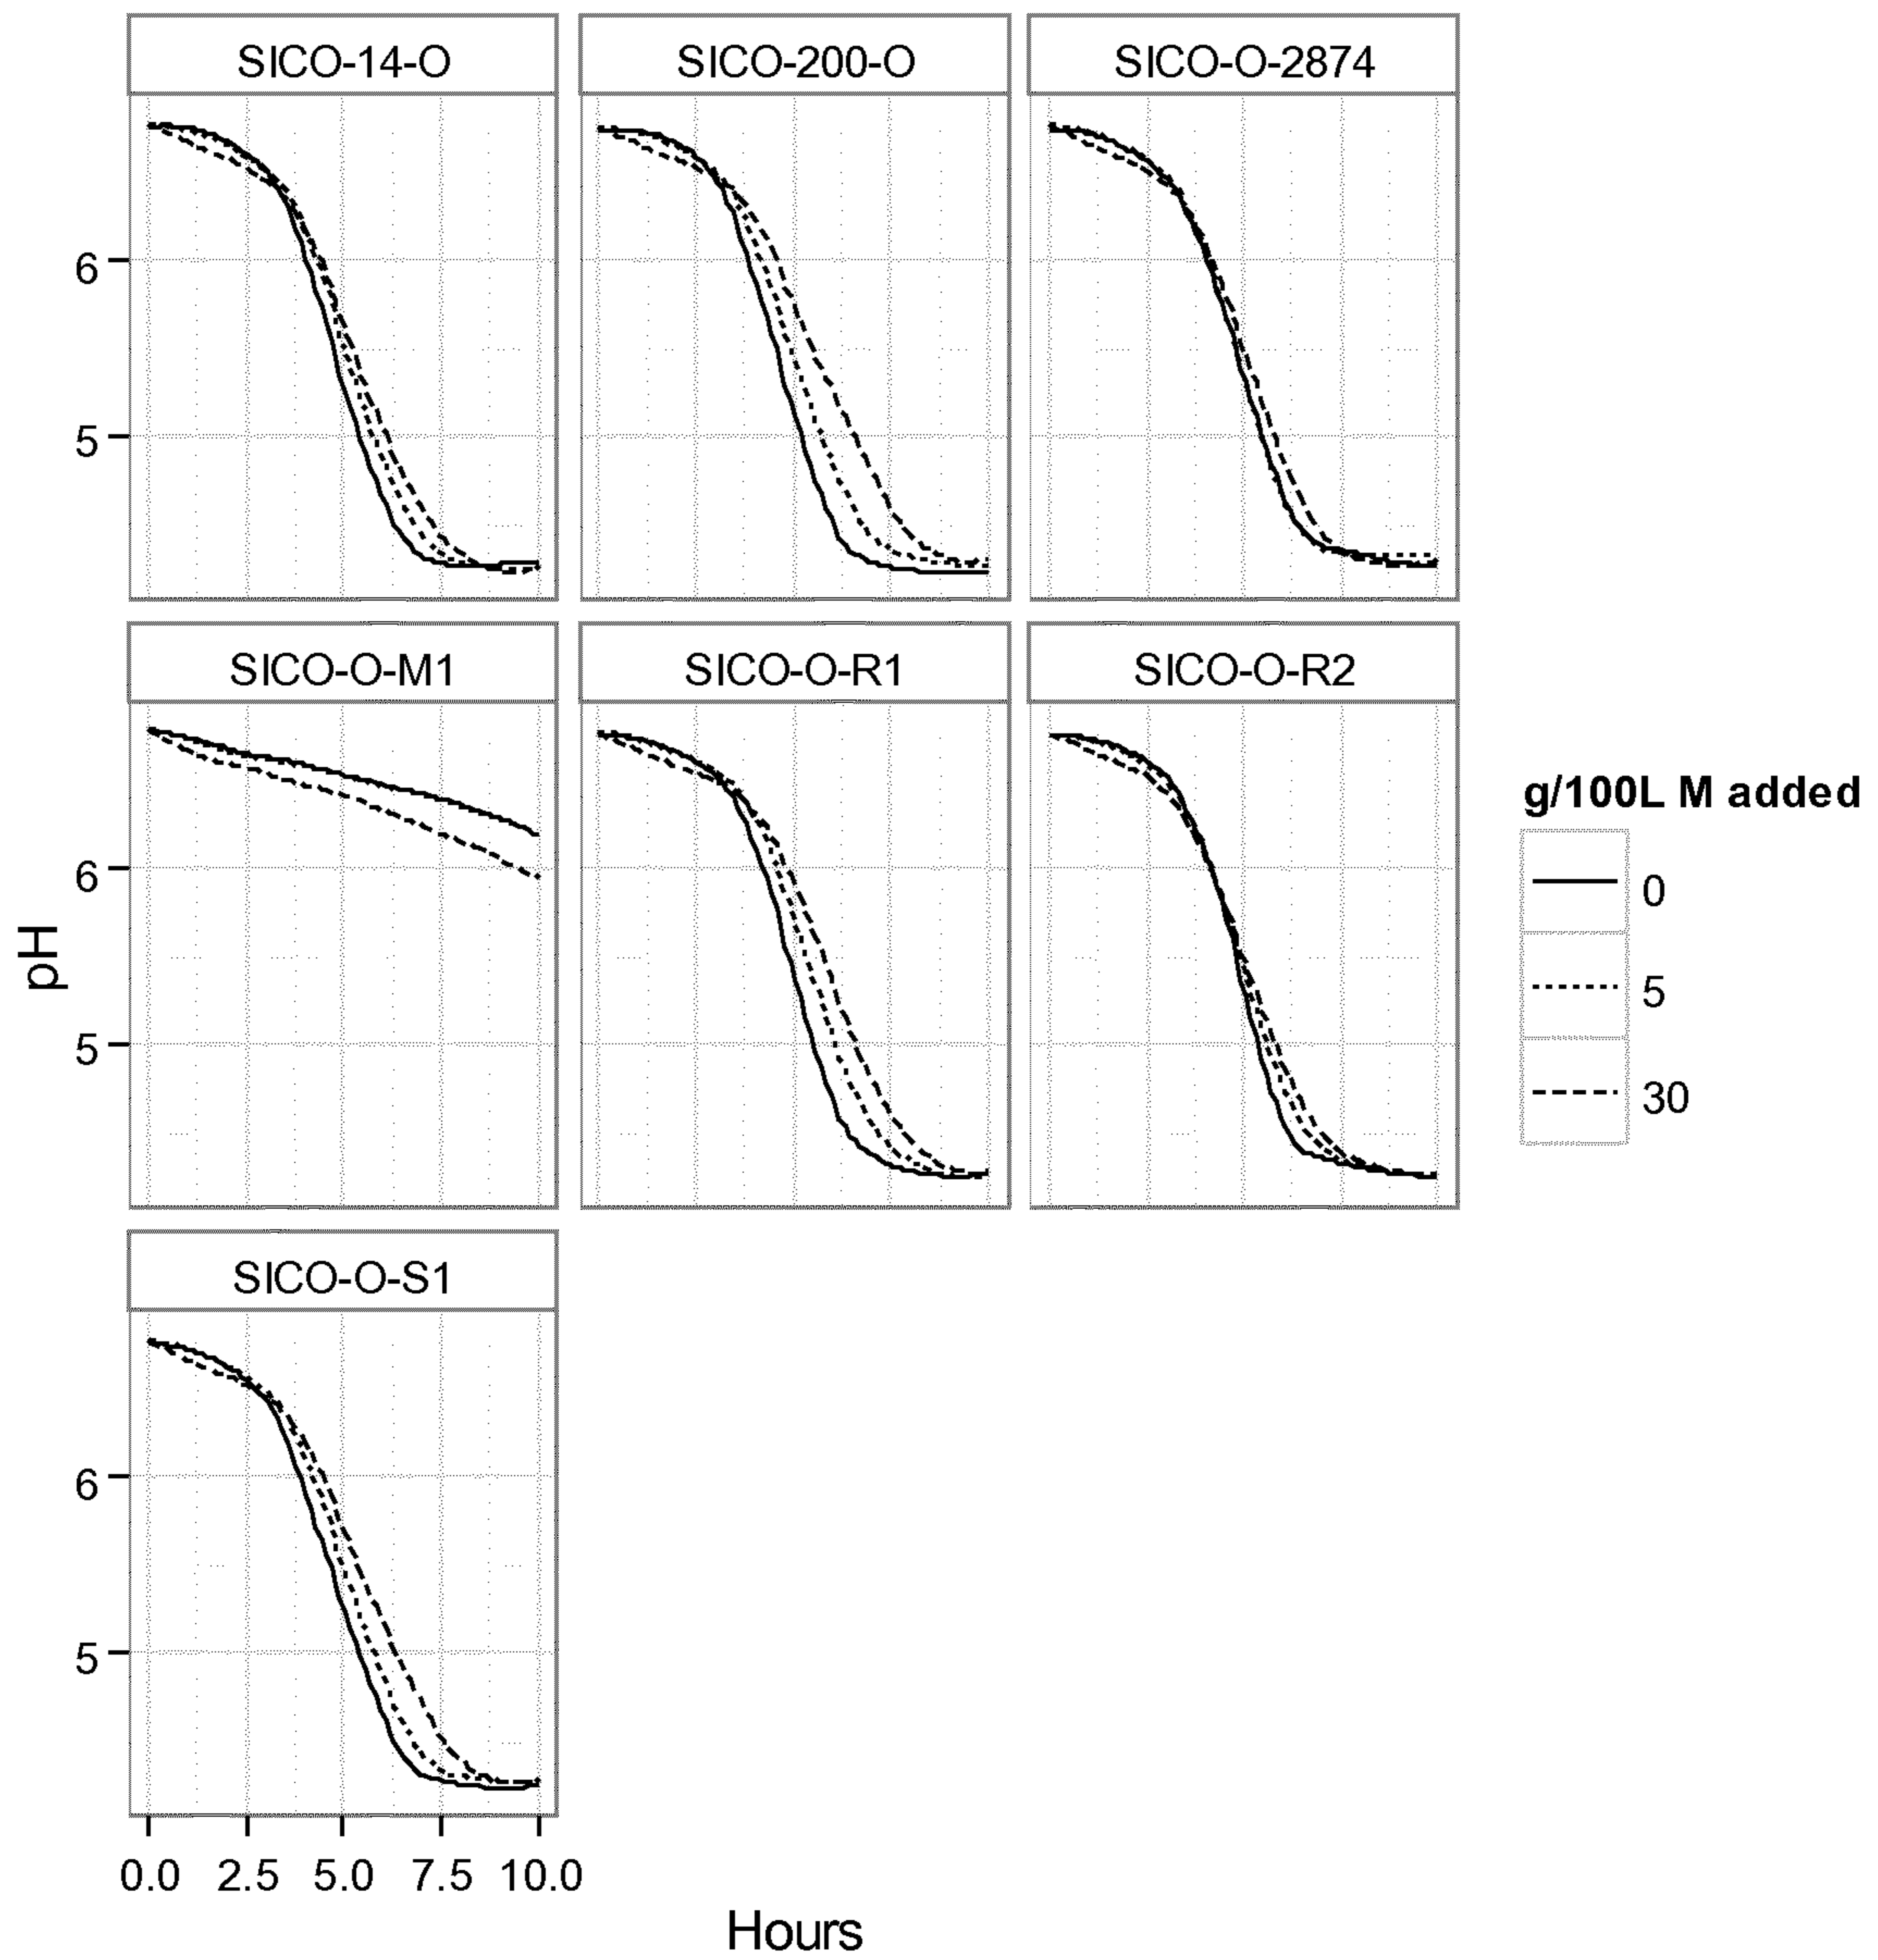 SICO-14-O
SICO-200-O
SICO-O-2874
6
5
SICO-O-M1
SICO-O-R1
SICO-O-R2
6
5
pH
g/100L M added
0
5
30
SICO-O-S1
6
5
0.0 2.5 5.0 7.5 10.0
Hours